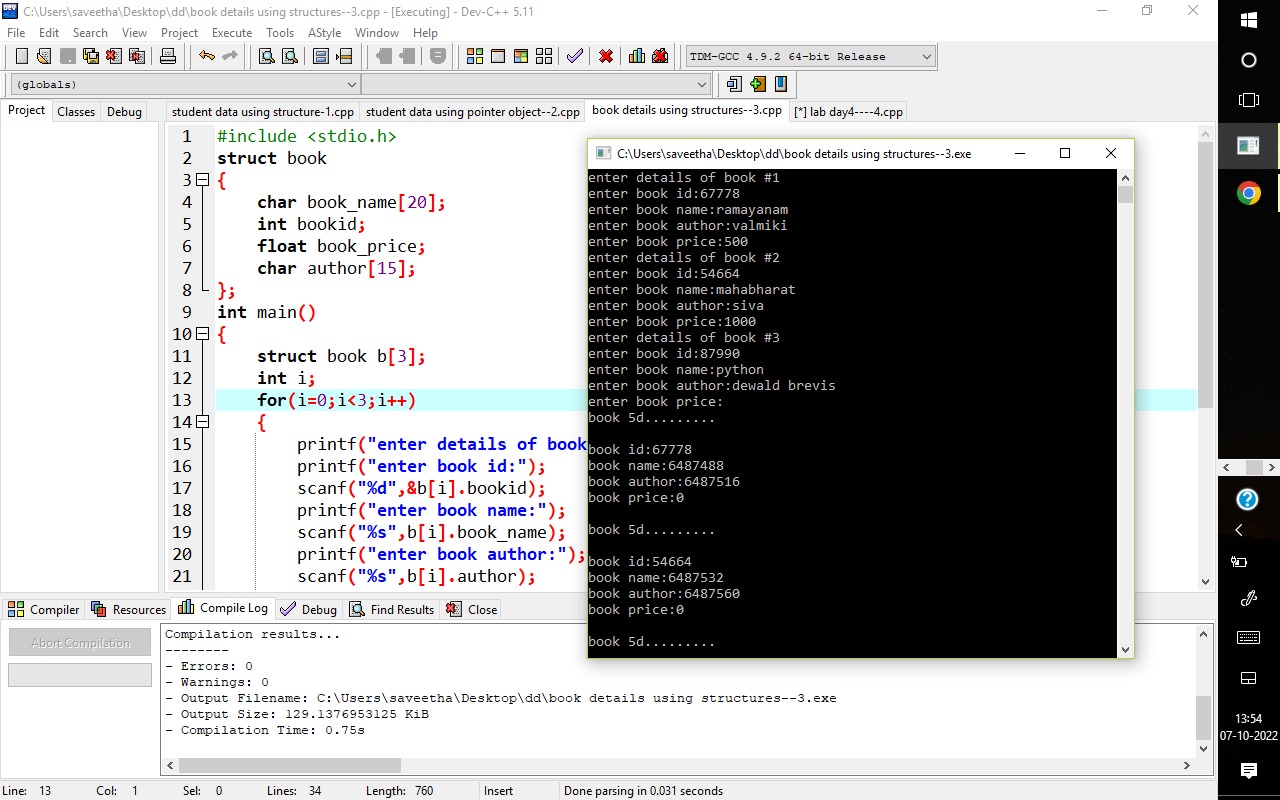 C:\Users\saveetha\Desktop\dd\book details using structures--3.cpp - [Executing] - Dev-C++ 5.11
File Edit Search View Project Execute Tools AStyle Window Help
TDM-GCC 4.9.2 64-bit Release
(globals)
Project Classes Debug
student data using structure-1.cpp student data using pointer object--2.cpp book details using structures--3.cpp [*] lab day4----4.cpp
1 #include <stdio.h>
2 struct book
3 {
4 char book_name[20];
5 int bookid;
6 float book_price;
7 char author[15];
8 };
9 int main()
10 {
11 struct book b[3];
12 int i;
13 for(i=0;i<3;i++)
14 {
15 printf("enter details of book
16 printf("enter book id:");
17 scanf("%d",&b[i].bookid);
18 printf("enter book name:");
19 scanf("%s",b[i].book_name);
20 printf("enter book author:");
21 scanf("%s",b[i].author);
C:\Users\saveetha\Desktop\dd\book details using structures--3.exe
enter details of book #1
enter book id:67778
enter book name:ramayanam
enter book author:valmiki
enter book price:500
enter details of book #2
enter book id:54664
enter book name:mahabharat
enter book author:siva
enter book price:1000
enter details of book #3
enter book id:87990
enter book name:python
enter book author:dewald brevis
enter book price:
book 5d.........
book id:67778
book name:6487488
book author:6487516
book price:0
book 5d.........
book id:54664
book name:6487532
book author:6487560
book price:0
book 5d.........
Compiler Resources Compile Log Debug Find Results Close
Abort Compilation
Compilation results...
--------
- Errors: 0
- Warnings: 0
- Output Filename: C:\Users\saveetha\Desktop\dd\book details using structures--3.exe
- Output Size: 129.1376953125 KiB
- Compilation Time: 0.75s
Line: 13 Col: 1 Sel: 0 Lines: 34 Length: 760 Insert Done parsing in 0.031 seconds
13:54
07-10-2022